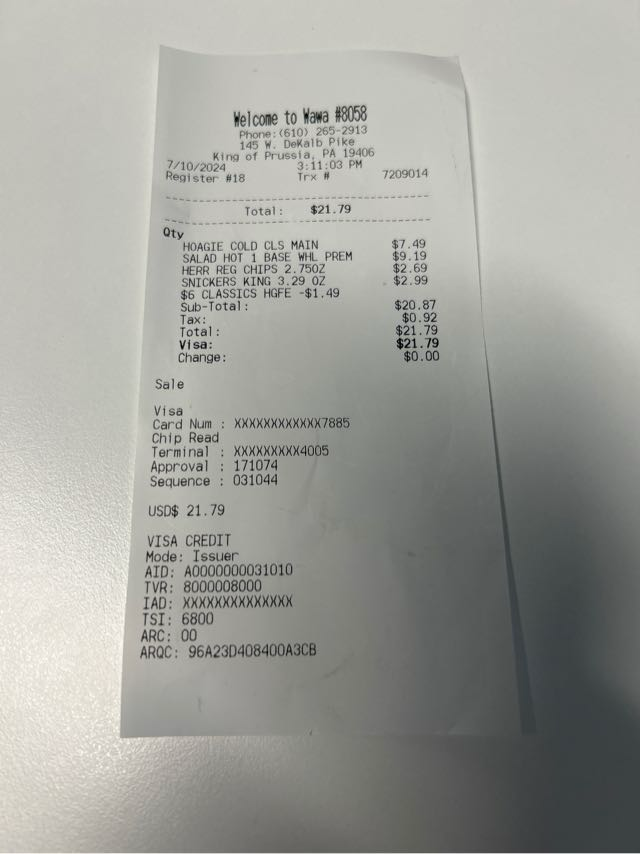 Welcome to Wawa #8058
Phone:(610) 265-2913
145 W. DeKalb Pike
King of Prussia, PA 19406
7/10/2024 3:11:03 PM
Register #18 Trx # 7209014
Total: $21.79
Qty
HOAGIE COLD CLS MAIN $7.49
SALAD HOT 1 BASE WHL PREM $9.19
HERR REG CHIPS 2.75OZ $2.69
SNICKERS KING 3.29 OZ $2.99
$6 CLASSICS HGFE -$1.49
Sub-Total: $20.87
Tax: $0.92
Total: $21.79
Visa: $21.79
Change: $0.00
Sale
Visa
Card Num : XXXXXXXXXXXX7885
Chip Read
Terminal : XXXXXXXXX4005
Approval : 171074
Sequence : 031044
USD$ 21.79
VISA CREDIT
Mode: Issuer
AID: A0000000031010
TVR: 8000008000
IAD: XXXXXXXXXXXXXX
TSI: 6800
ARC: 00
ARQC: 96A23D408400A3CB